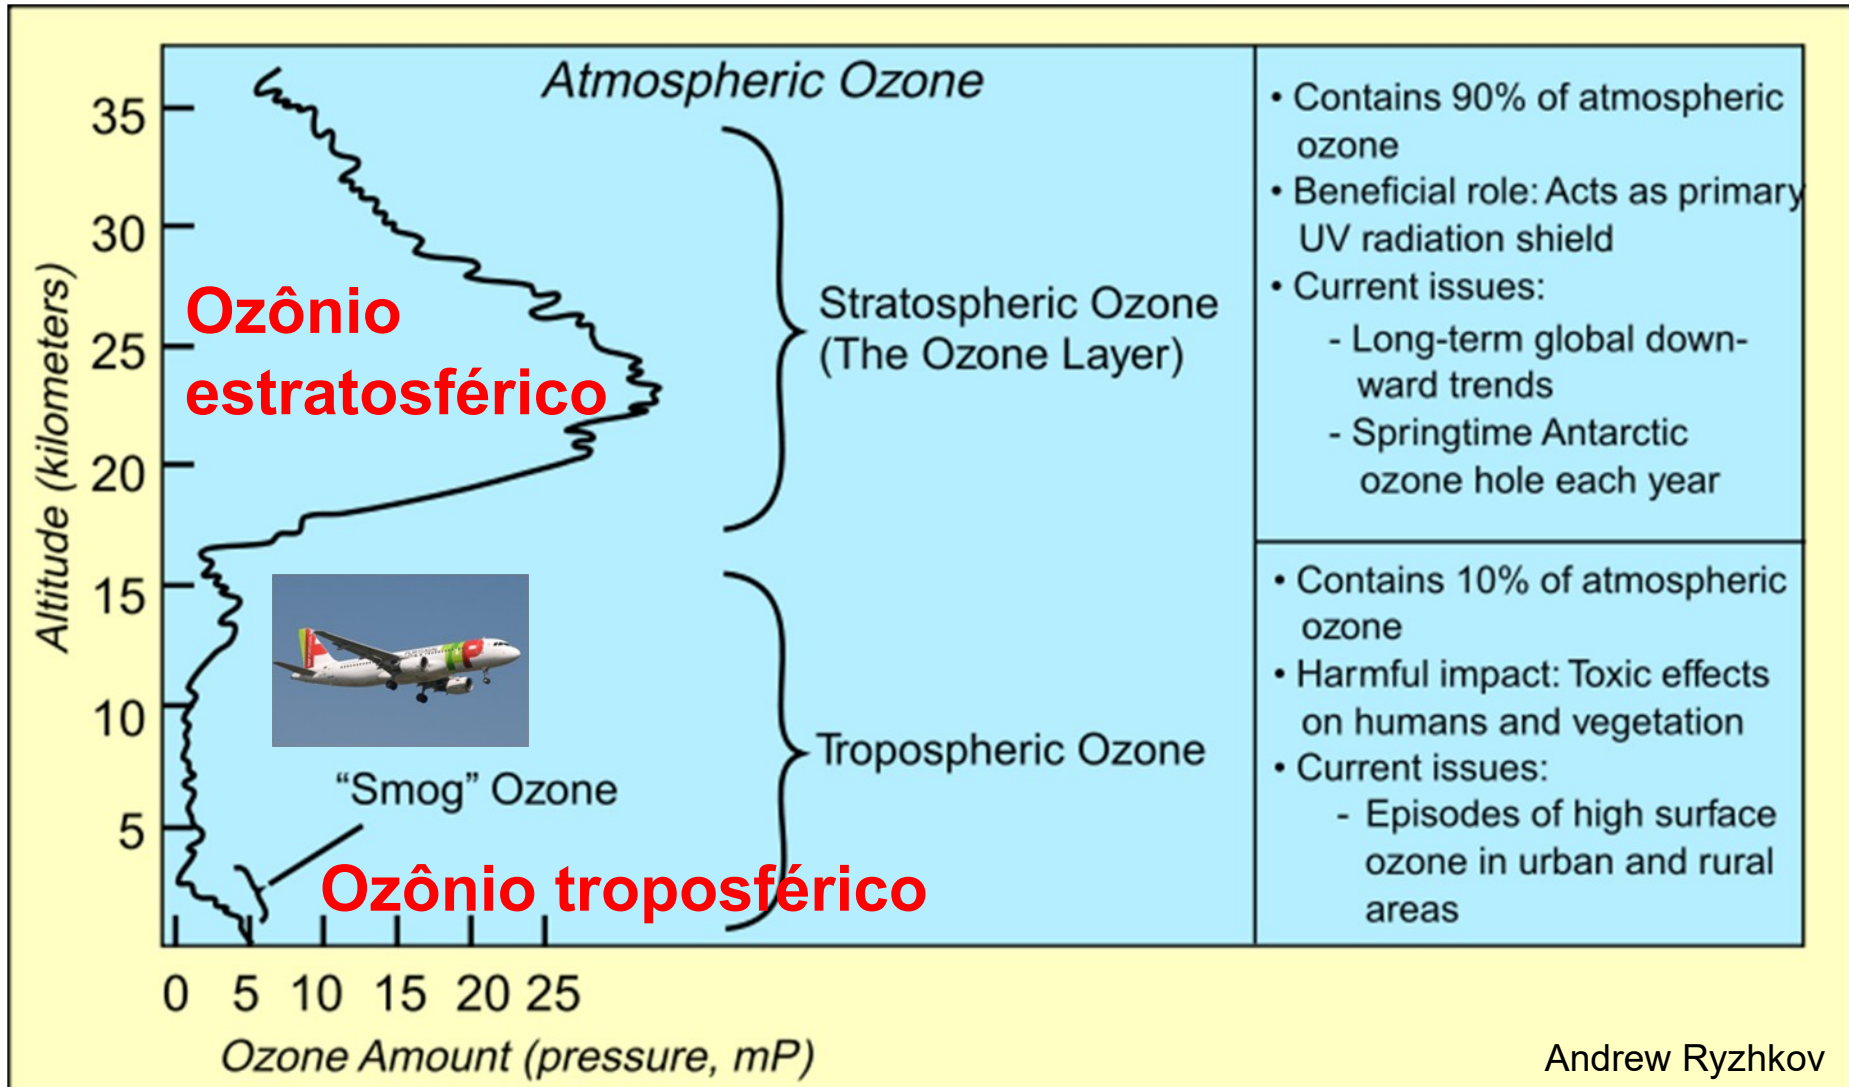 Atmospheric Ozone
35
30
25
20
15
10
5
Altitude (kilometers)
Ozônio
estratosférico
Stratospheric Ozone
(The Ozone Layer)
“Smog” Ozone
Tropospheric Ozone
Ozônio troposférico
0 5 10 15 20 25
Ozone Amount (pressure, mP)
• Contains 90% of atmospheric
ozone
• Beneficial role: Acts as primary
UV radiation shield
• Current issues:
- Long-term global down-
ward trends
- Springtime Antarctic
ozone hole each year
• Contains 10% of atmospheric
ozone
• Harmful impact: Toxic effects
on humans and vegetation
• Current issues:
- Episodes of high surface
ozone in urban and rural
areas
Andrew Ryzhkov